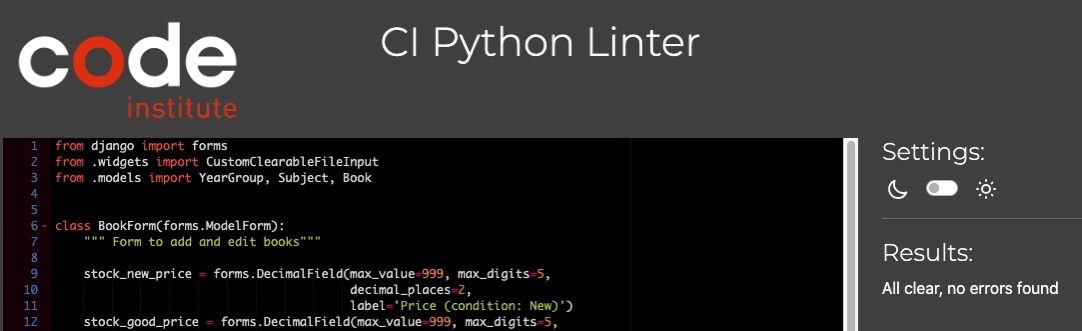 code
institute
CI Python Linter
1 from django import forms
2 from .widgets import CustomClearableFileInput
3 from .models import YearGroup, Subject, Book
4
5
6 class BookForm(forms.ModelForm):
7     """ Form to add and edit books"""
8
9     stock_new_price = forms.DecimalField(max_value=999, max_digits=5,
10                                          decimal_places=2,
11                                          label='Price (condition: New)')
12     stock_good_price = forms.DecimalField(max_value=999, max_digits=5,
Settings:
Results:
All clear, no errors found